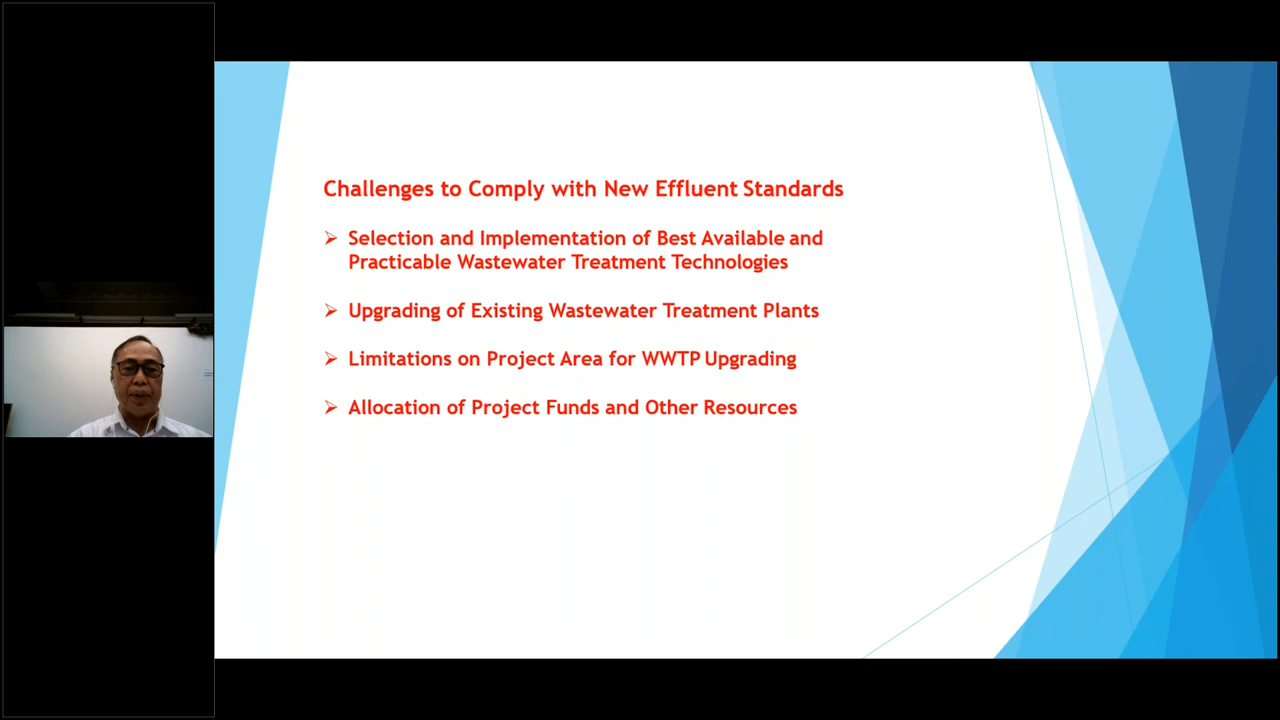 Challenges to Comply with New Effluent Standards
➢ Selection and Implementation of Best Available and
Practicable Wastewater Treatment Technologies
➢ Upgrading of Existing Wastewater Treatment Plants
➢ Limitations on Project Area for WWTP Upgrading
➢ Allocation of Project Funds and Other Resources